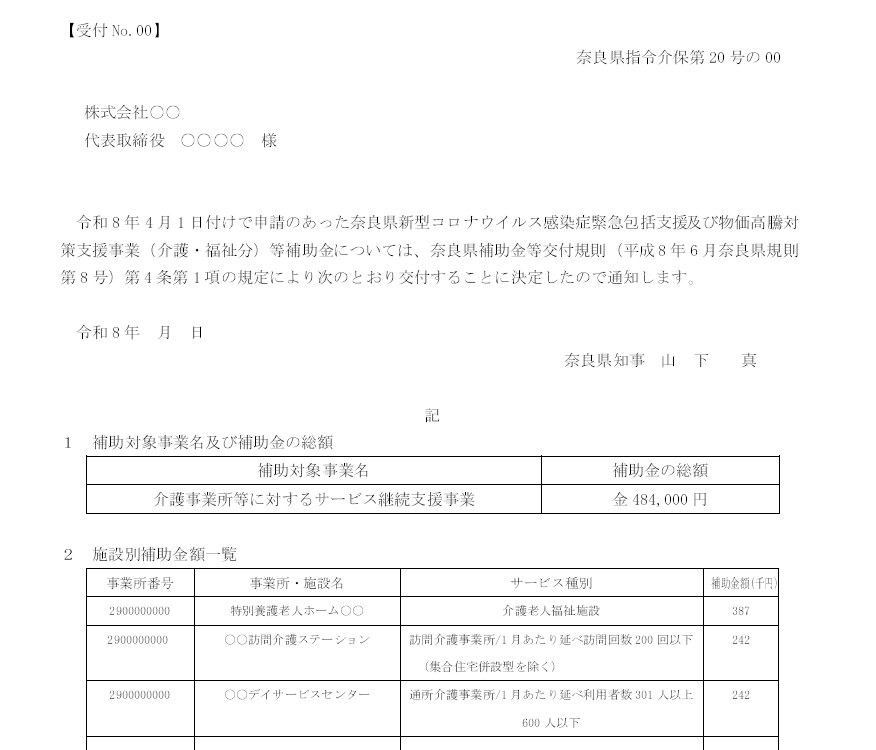 【受付 No.00】
奈良県指令介保第 20 号の 00
株式会社〇〇
代表取締役　〇〇〇〇　様
令和８年４月１日付けで申請のあった奈良県新型コロナウイルス感染症緊急包括支援及び物価高騰対
策支援事業（介護・福祉分）等補助金については、奈良県補助金等交付規則（平成８年６月奈良県規則
第８号）第４条第１項の規定により次のとおり交付することに決定したので通知します。
令和８年　月　日
奈良県知事　山　下　　真
記
１　補助対象事業名及び補助金の総額
補助対象事業名　補助金の総額
介護事業所等に対するサービス継続支援事業　金 484,000 円
２　施設別補助金額一覧
事業所番号　事業所・施設名　サービス種別　補助金額(千円)
2900000000　特別養護老人ホーム〇〇　介護老人福祉施設　387
2900000000　〇〇訪問介護ステーション　訪問介護事業所/1 月あたり延べ訪問回数 200 回以下　242
（集合住宅併設型を除く）
2900000000　〇〇デイサービスセンター　通所介護事業所/1 月あたり延べ利用者数 301 人以上　242
600 人以下